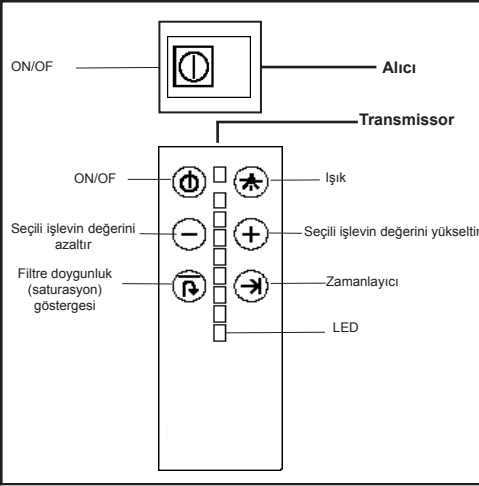 ON/OF
Alıcı
Transmissor
ON/OF
Işık
Seçili işlevin değerini
azaltır
Seçili işlevin değerini yükseltir
Filtre doygunluk
(saturasyon)
göstergesi
Zamanlayıcı
LED